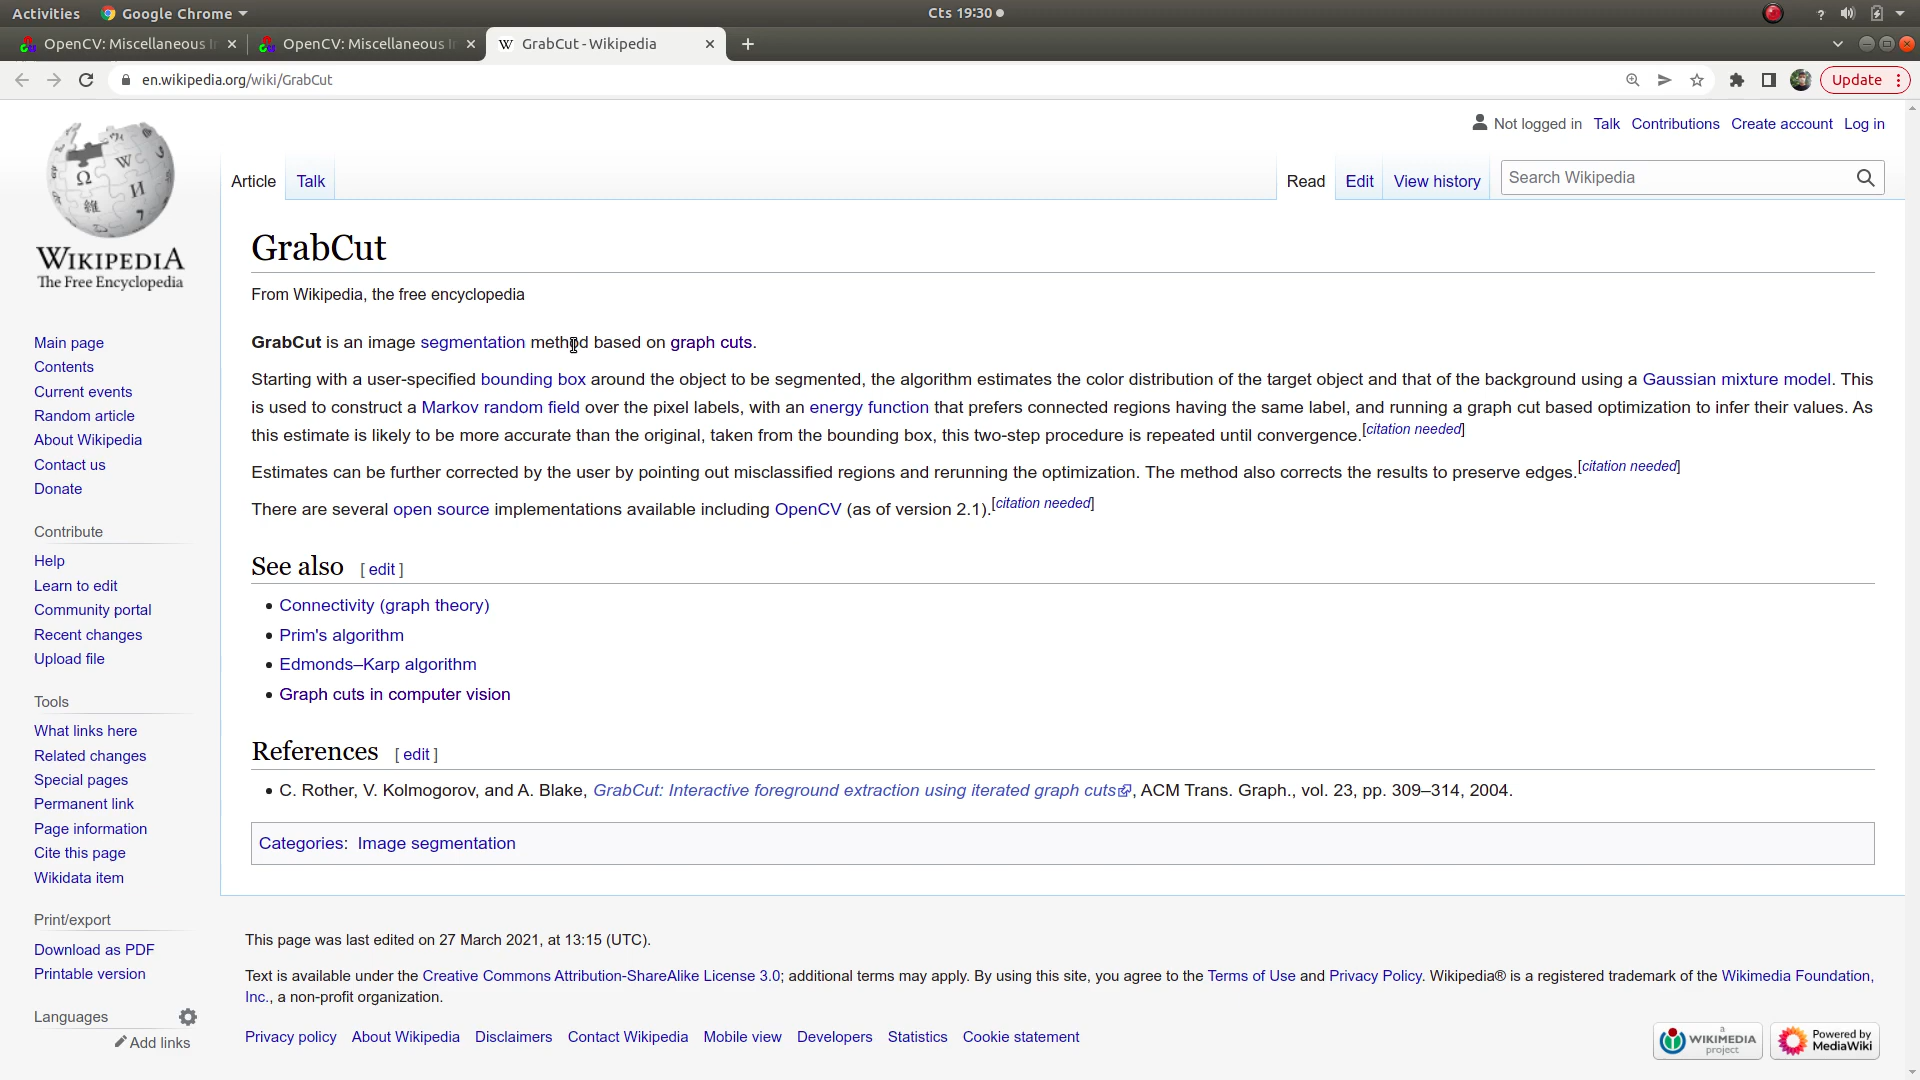 Activities Google Chrome Cts 19:30
OpenCV: Miscellaneous I OpenCV: Miscellaneous I GrabCut - Wikipedia
en.wikipedia.org/wiki/GrabCut Update
Not logged in Talk Contributions Create account Log in
Article Talk Read Edit View history Search Wikipedia
WIKIPEDIA
The Free Encyclopedia
Main page
Contents
Current events
Random article
About Wikipedia
Contact us
Donate
Contribute
Help
Learn to edit
Community portal
Recent changes
Upload file
Tools
What links here
Related changes
Special pages
Permanent link
Page information
Cite this page
Wikidata item
Print/export
Download as PDF
Printable version
Languages
Add links
GrabCut
From Wikipedia, the free encyclopedia
GrabCut is an image segmentation method based on graph cuts.
Starting with a user-specified bounding box around the object to be segmented, the algorithm estimates the color distribution of the target object and that of the background using a Gaussian mixture model. This
is used to construct a Markov random field over the pixel labels, with an energy function that prefers connected regions having the same label, and running a graph cut based optimization to infer their values. As
this estimate is likely to be more accurate than the original, taken from the bounding box, this two-step procedure is repeated until convergence.[citation needed]
Estimates can be further corrected by the user by pointing out misclassified regions and rerunning the optimization. The method also corrects the results to preserve edges.[citation needed]
There are several open source implementations available including OpenCV (as of version 2.1).[citation needed]
See also [ edit ]
• Connectivity (graph theory)
• Prim's algorithm
• Edmonds–Karp algorithm
• Graph cuts in computer vision
References [ edit ]
• C. Rother, V. Kolmogorov, and A. Blake, GrabCut: Interactive foreground extraction using iterated graph cuts, ACM Trans. Graph., vol. 23, pp. 309–314, 2004.
Categories: Image segmentation
This page was last edited on 27 March 2021, at 13:15 (UTC).
Text is available under the Creative Commons Attribution-ShareAlike License 3.0; additional terms may apply. By using this site, you agree to the Terms of Use and Privacy Policy. Wikipedia® is a registered trademark of the Wikimedia Foundation,
Inc., a non-profit organization.
Privacy policy About Wikipedia Disclaimers Contact Wikipedia Mobile view Developers Statistics Cookie statement
a
WIKIMEDIA
project
Powered by
MediaWiki